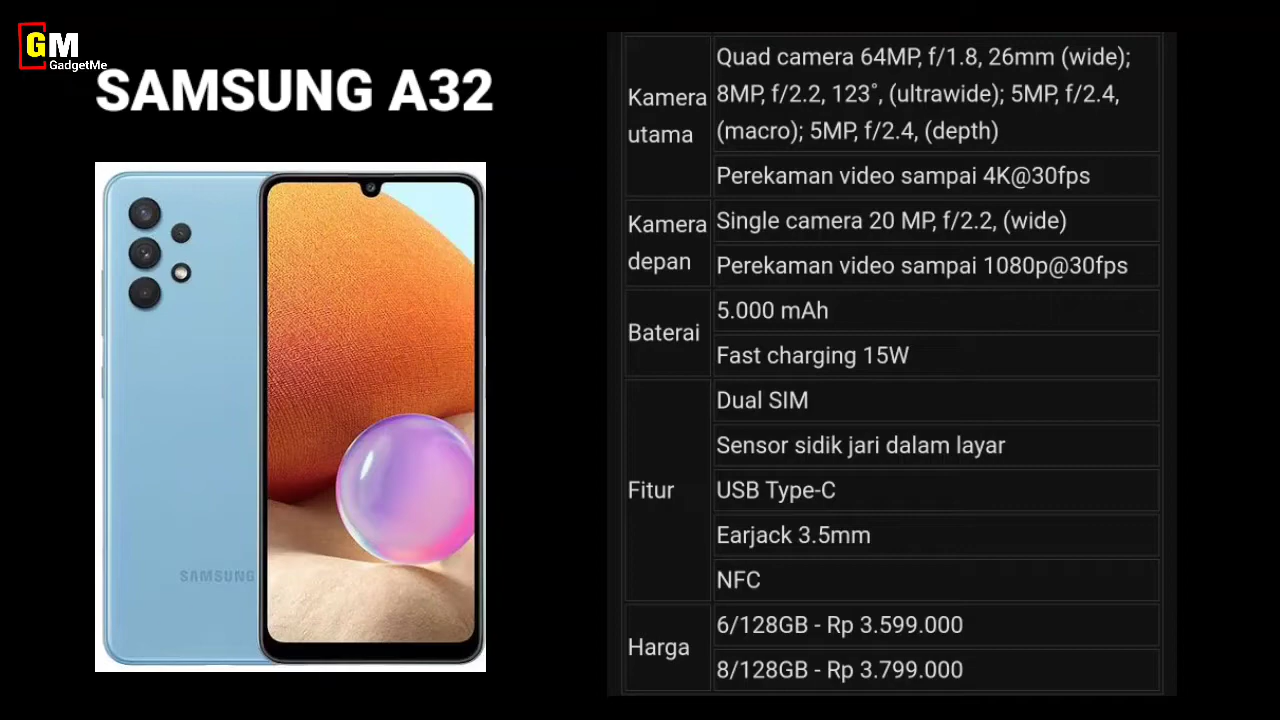 GM
GadgetMe
SAMSUNG A32
SAMSUNG
Kamera
utama
Quad camera 64MP, f/1.8, 26mm (wide);
8MP, f/2.2, 123˚, (ultrawide); 5MP, f/2.4,
(macro); 5MP, f/2.4, (depth)
Perekaman video sampai 4K@30fps
Kamera
depan
Single camera 20 MP, f/2.2, (wide)
Perekaman video sampai 1080p@30fps
Baterai
5.000 mAh
Fast charging 15W
Fitur
Dual SIM
Sensor sidik jari dalam layar
USB Type-C
Earjack 3.5mm
NFC
Harga
6/128GB - Rp 3.599.000
8/128GB - Rp 3.799.000